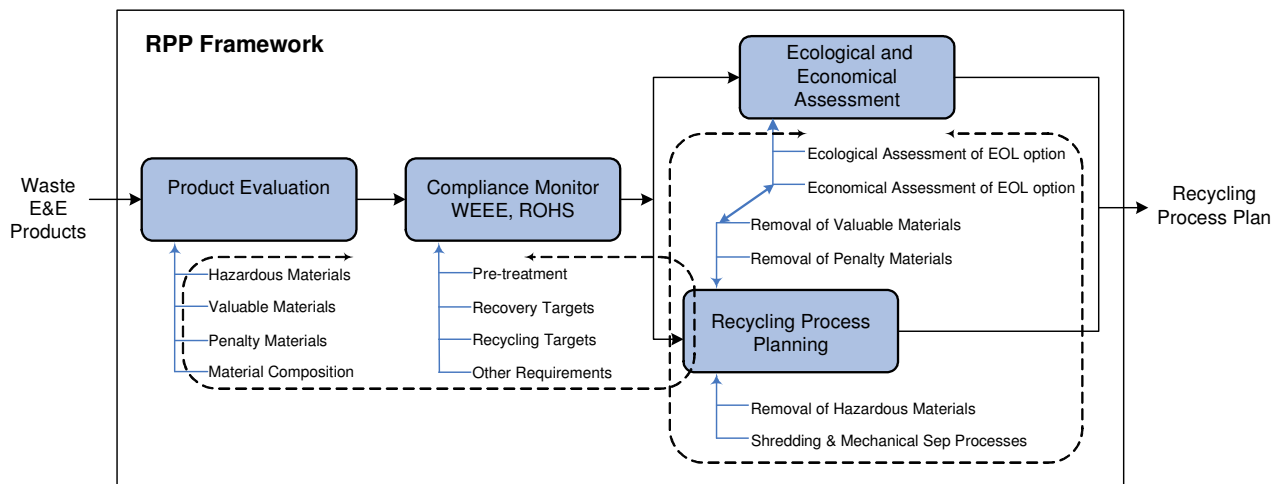 RPP Framework
Waste
E&E
Products
Product Evaluation
Hazardous Materials
Valuable Materials
Penalty Materials
Material Composition
Compliance Monitor
WEEE, ROHS
Pre-treatment
Recovery Targets
Recycling Targets
Other Requirements
Ecological and
Economical
Assessment
Ecological Assessment of EOL option
Economical Assessment of EOL option
Removal of Valuable Materials
Removal of Penalty Materials
Recycling Process
Planning
Removal of Hazardous Materials
Shredding & Mechanical Sep Processes
Recycling
Process Plan